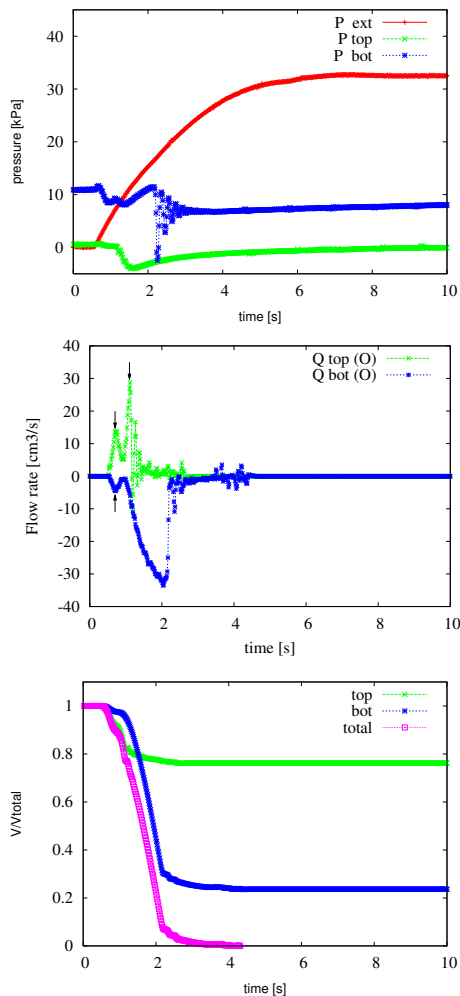 P ext
P top
P bot
pressure [kPa]
40
30
20
10
0
0 2 4 6 8 10
time [s]
Q top (O)
Q bot (O)
Flow rate [cm3/s]
40
30
20
10
0
-10
-20
-30
-40
0 2 4 6 8 10
time [s]
top
bot
total
V/Vtotal
1
0.8
0.6
0.4
0.2
0
0 2 4 6 8 10
time [s]